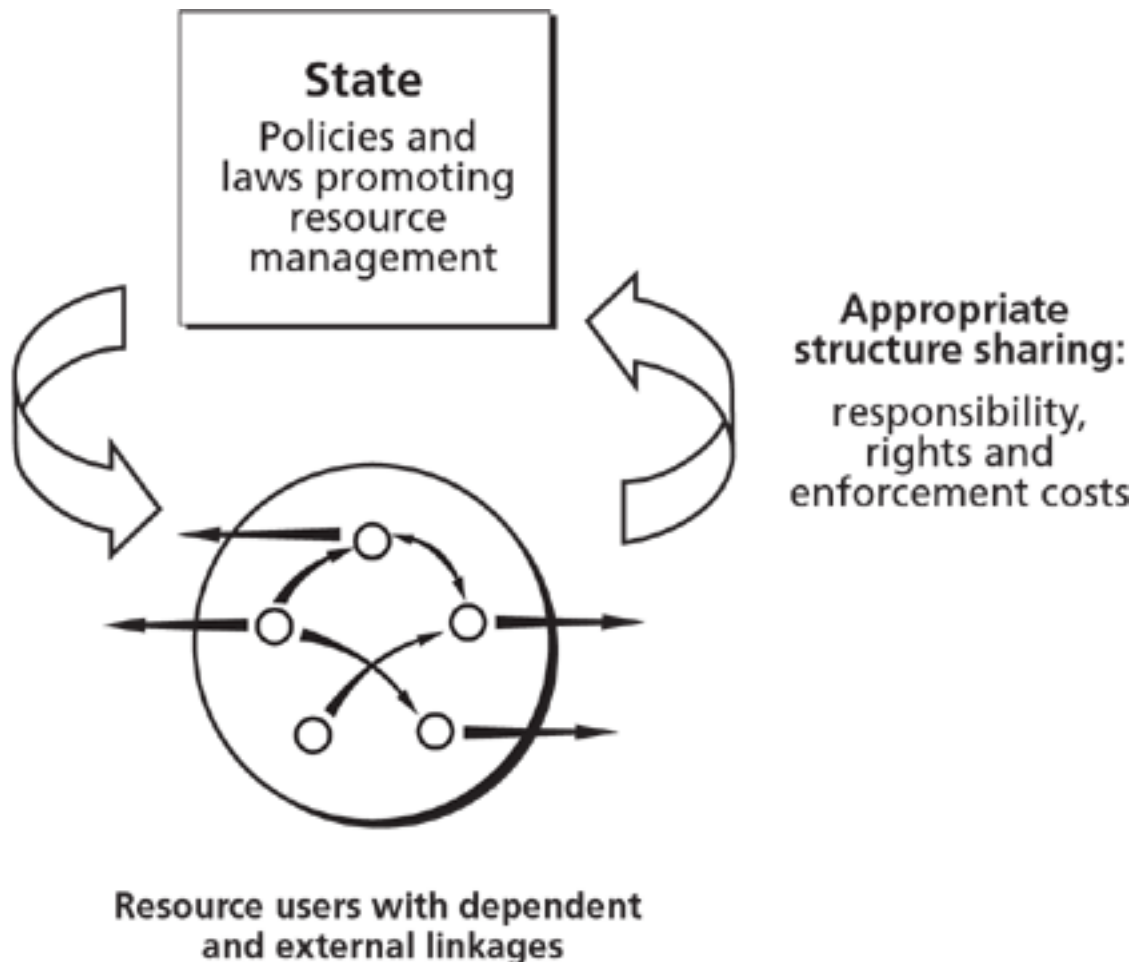 State
Policies and
laws promoting
resource
management
Appropriate
structure sharing:
responsibility,
rights and
enforcement costs
Resource users with dependent
and external linkages